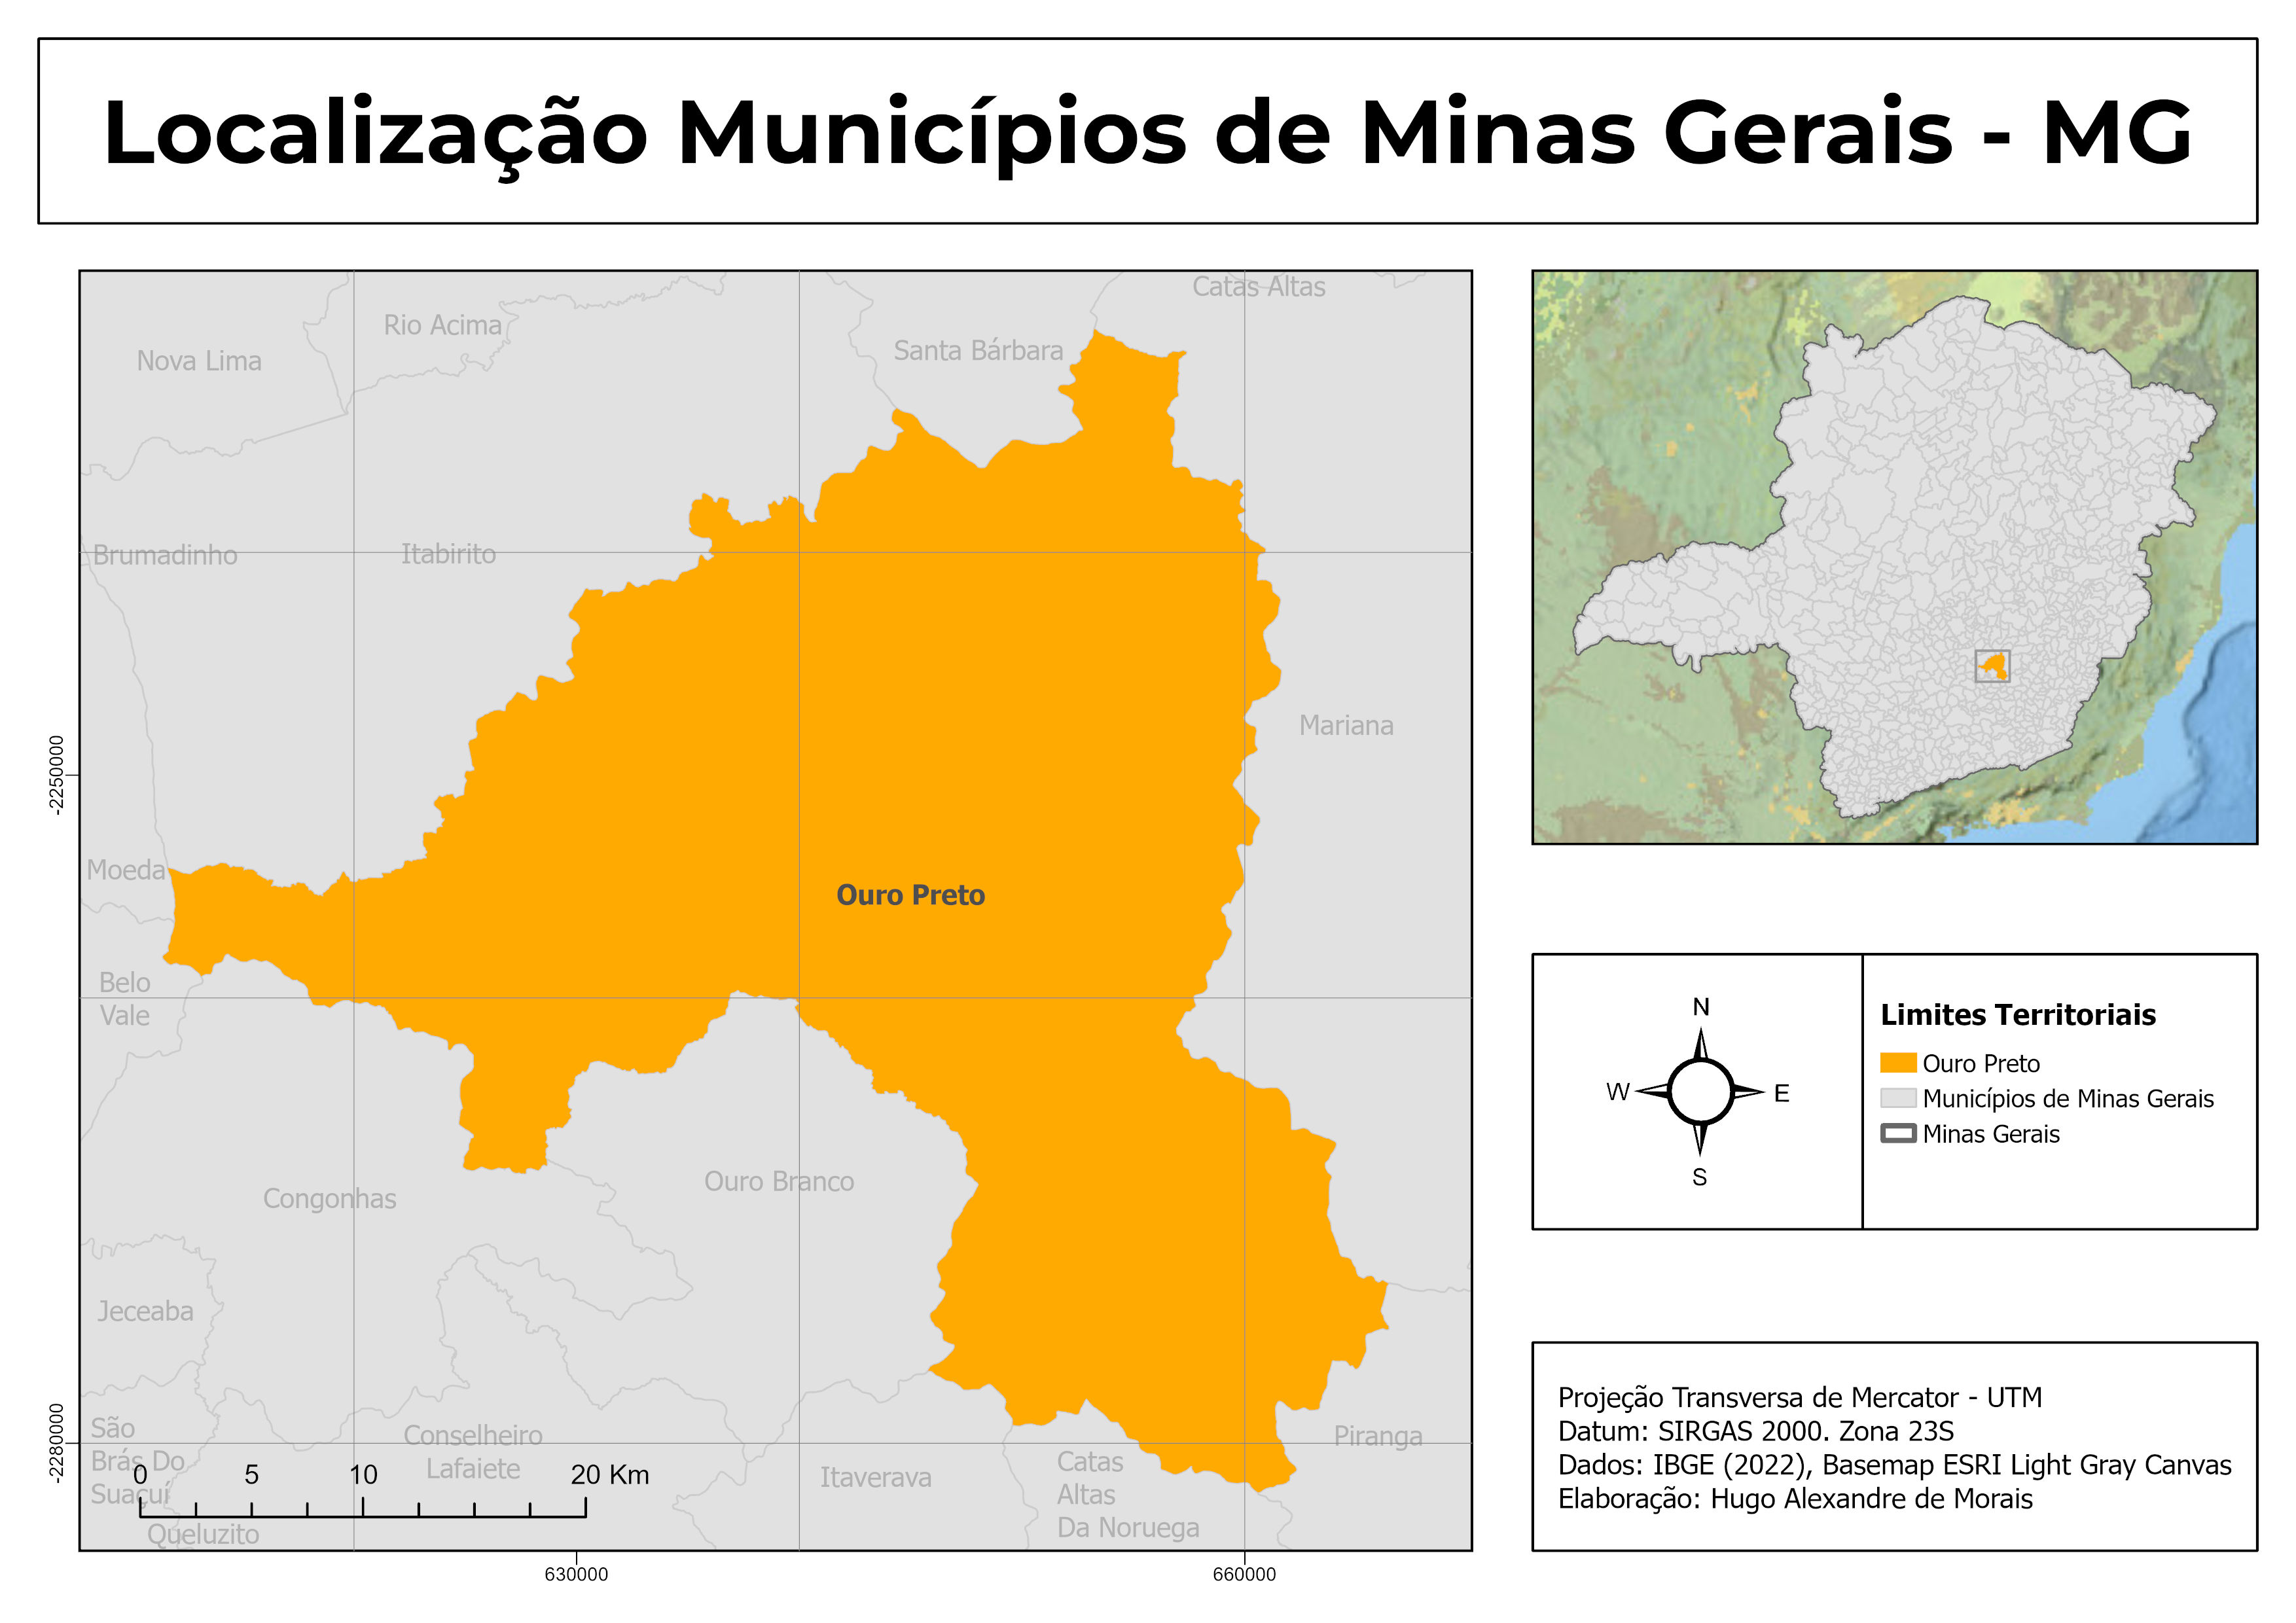 Localização Municípios de Minas Gerais - MG
Catas Altas
Rio Acima
Santa Bárbara
Nova Lima
Brumadinho
Itabirito
Mariana
-2250000
Moeda
Ouro Preto
Belo
Vale
Ouro Branco
Congonhas
Jeceaba
-2280000
São
Brás Do
Suaçuí
Conselheiro
Lafaiete
Piranga
Catas
Altas
Da Noruega
Itaverava
Queluzito
0 5 10 20 Km
630000 660000
N
W E
S
Limites Territoriais
Ouro Preto
Municípios de Minas Gerais
Minas Gerais
Projeção Transversa de Mercator - UTM
Datum: SIRGAS 2000. Zona 23S
Dados: IBGE (2022), Basemap ESRI Light Gray Canvas
Elaboração: Hugo Alexandre de Morais